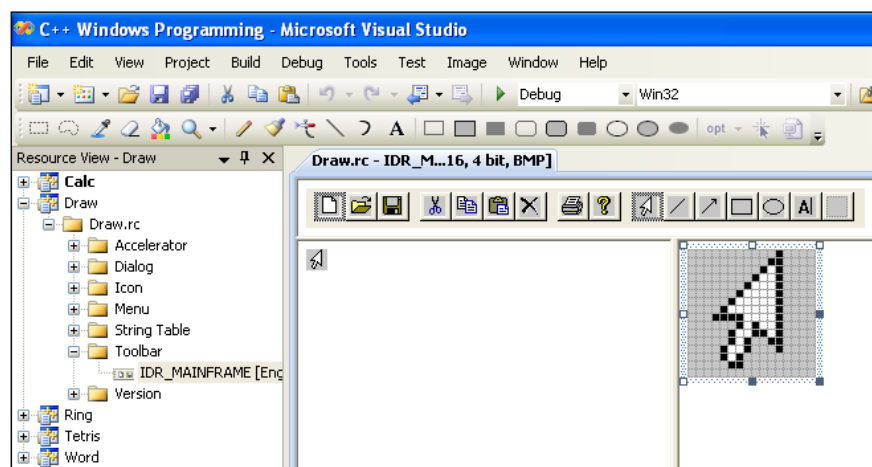 C++ Windows Programming - Microsoft Visual Studio
File Edit View Project Build Debug Tools Test Image Window Help
Debug Win32
A opt
Resource View - Draw
Draw.rc - IDR_M...16, 4 bit, BMP]
Calc
Draw
Draw.rc
Accelerator
Dialog
Icon
Menu
String Table
Toolbar
IDR_MAINFRAME [Eng
Version
Ring
Tetris
Word
A